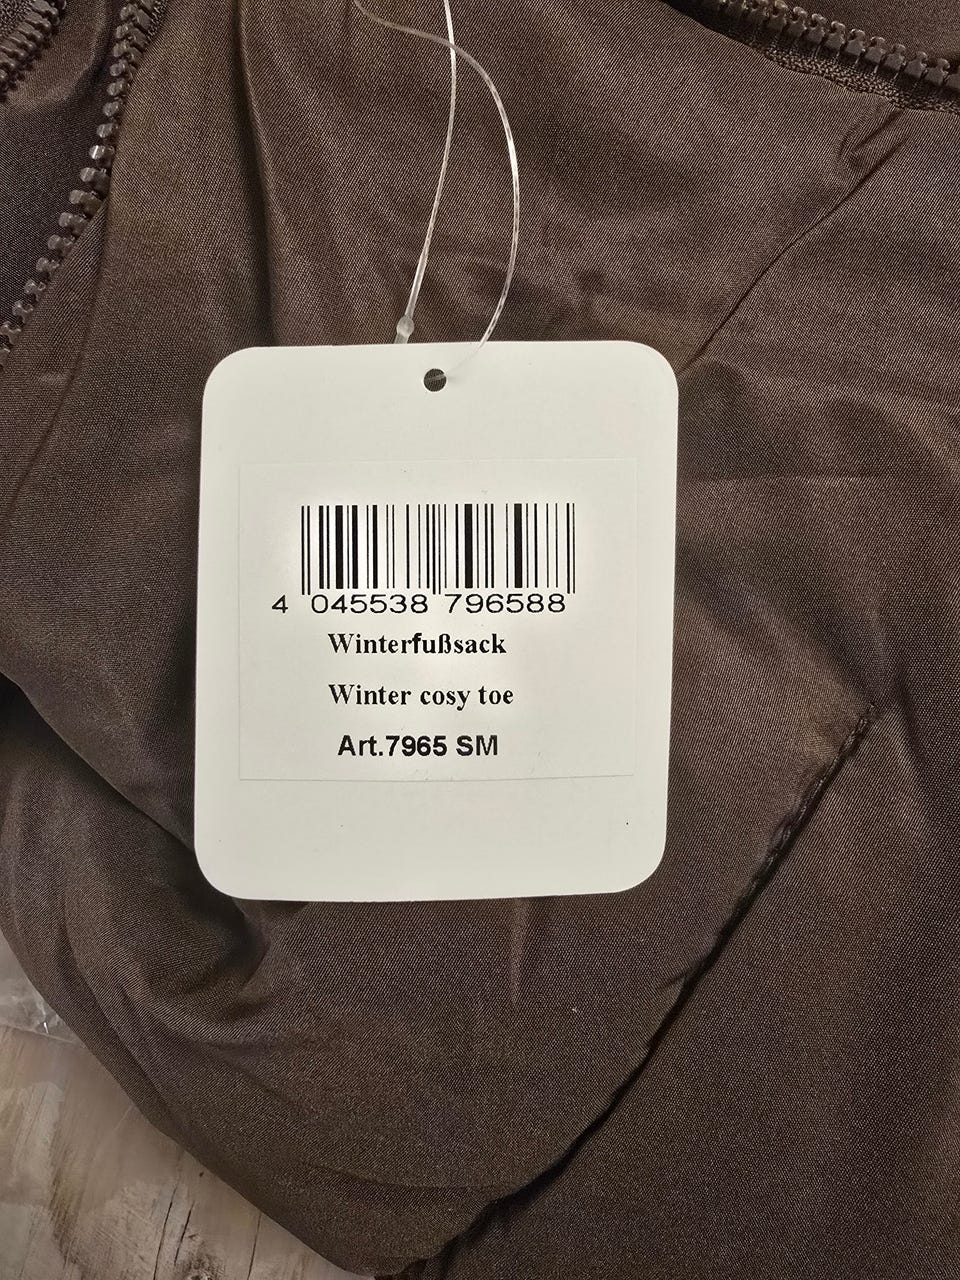 4 045538 796588
Winterfußsack
Winter cosy toe
Art.7965 SM